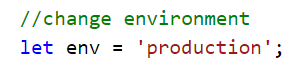 //change environment
let env = 'production';